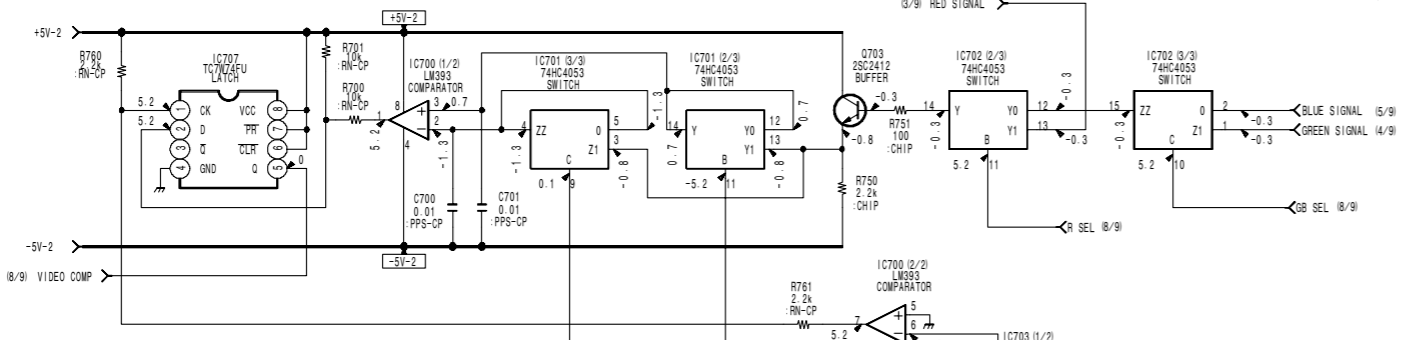 (3/9) RED SIGNAL
+5V-2
+5V-2
R760
2.2k
:RN-CP
IC707
TC7W74FU
LATCH
R701
10k
:RN-CP
R700
10k
:RN-CP
IC700 (1/2)
LM393
COMPARATOR
IC701 (3/3)
74HC4053
SWITCH
IC701 (2/3)
74HC4053
SWITCH
Q703
2SC2412
BUFFER
IC702 (2/3)
74HC4053
SWITCH
IC702 (3/3)
74HC4053
SWITCH
5.2
1 CK VCC 8
5.2
2 D PR 7
3 Q CLR 6
4 GND Q 5
0
5.2
1
8
3
0.7
2
4
-1.3
4
ZZ
0
5
-1.3
Z1
3
C
-1.3
-0.8
0.1
9
14
Y
Y0
12
0.7
Y1
13
B
0.7
-0.8
-5.2
11
-0.3
-0.8
R751
100
:CHIP
R750
2.2k
:CHIP
14
Y
Y0
12
-0.3
Y1
13
-0.3
B
-0.3
5.2
11
15
ZZ
0
2
-0.3
Z1
1
-0.3
C
-0.3
5.2
10
BLUE SIGNAL (5/9)
GREEN SIGNAL (4/9)
C700
0.01
:PPS-CP
C701
0.01
:PPS-CP
R SEL (8/9)
GB SEL (8/9)
-5V-2
-5V-2
(8/9) VIDEO COMP
R761
2.2k
:RN-CP
IC700 (2/2)
LM393
COMPARATOR
7
5.2
5
6
IC703 (1/2)